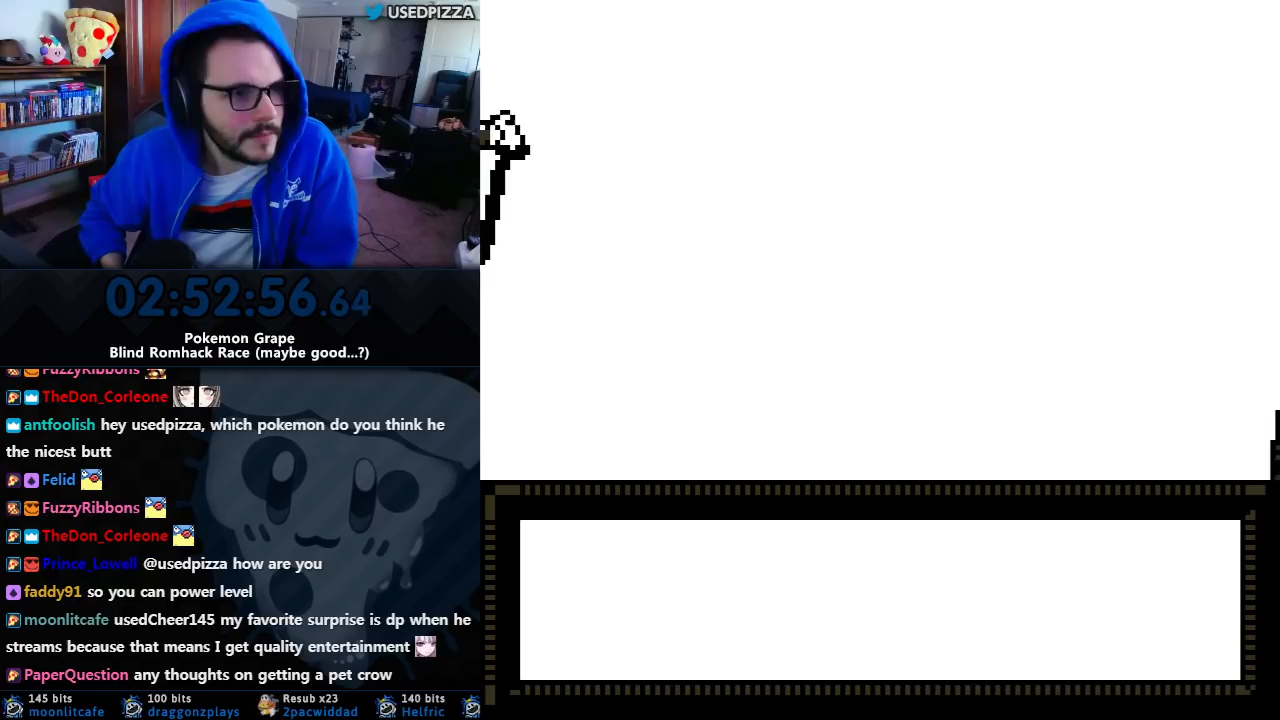 USEDPIZZA
02:52:56.64
Pokemon Grape
Blind Romhack Race (maybe good...?)
FuzzyRibbons
TheDon_Corleone
antfoolish hey usedpizza, which pokemon do you think he
the nicest butt
Felid
FuzzyRibbons
TheDon_Corleone
Prince_Lowell @usedpizza how are you
faddy91 so you can power level
moonlitcafe usedCheer145 my favorite surprise is dp when he
streams because that means I get quality entertainment
PaperQuestion any thoughts on getting a pet crow
145 bits
moonlitcafe
100 bits
draggonzplays
Resub x23
2pacwiddad
140 bits
Helfric